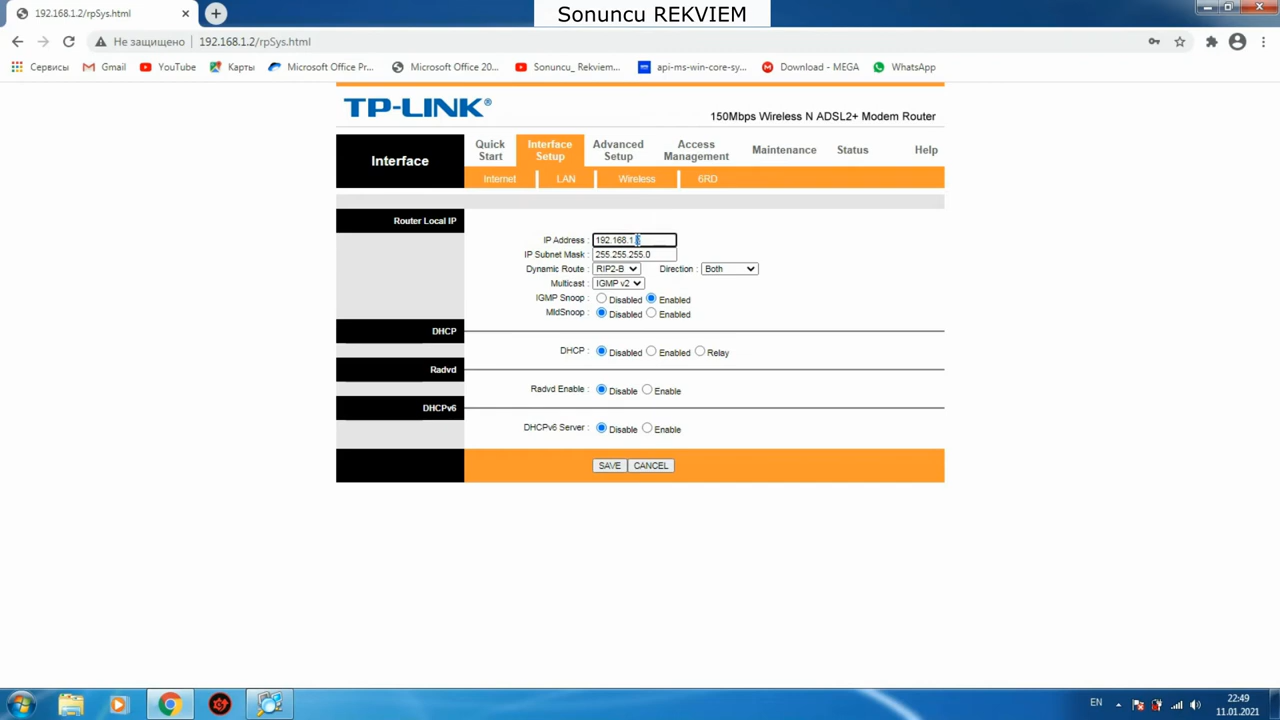 Sonuncu REKVIEM
192.168.1.2/rpSys.html
Не защищено
192.168.1.2/rpSys.html
Сервисы
Gmail
YouTube
Карты
Microsoft Office Pr...
Microsoft Office 20...
Sonuncu_ Rekviem...
api-ms-win-core-sy...
Download - MEGA
WhatsApp
TP-LINK®
150Mbps Wireless N ADSL2+ Modem Router
Interface
Quick Start
Interface Setup
Advanced Setup
Access Management
Maintenance
Status
Help
Internet
LAN
Wireless
6RD
Router Local IP
IP Address : 192.168.1.
IP Subnet Mask : 255.255.255.0
Dynamic Route : RIP2-B Direction : Both
Multicast : IGMP v2
IGMP Snoop : Disabled Enabled
MldSnoop : Disabled Enabled
DHCP
DHCP : Disabled Enabled Relay
Radvd
Radvd Enable : Disable Enable
DHCPv6
DHCPv6 Server : Disable Enable
SAVE CANCEL
EN
22:49
11.01.2021